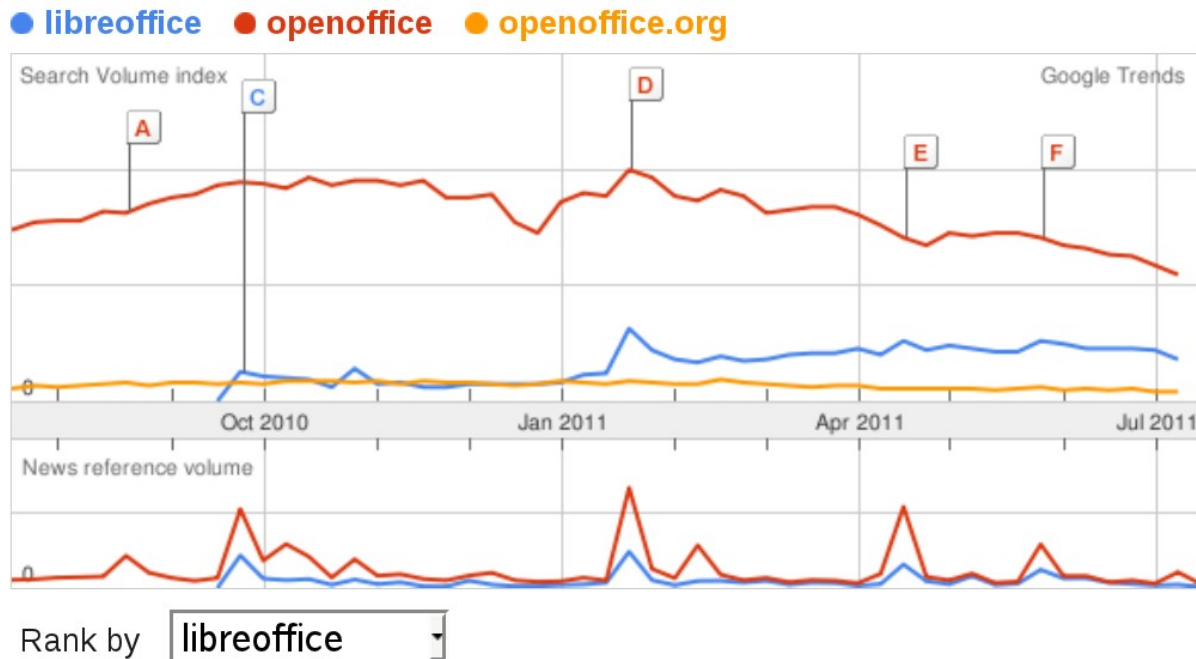 libreoffice openoffice openoffice.org
Search Volume index Google Trends
C
D
A
E F
0
Oct 2010 Jan 2011 Apr 2011 Jul 2011
News reference volume
0
Rank by libreoffice